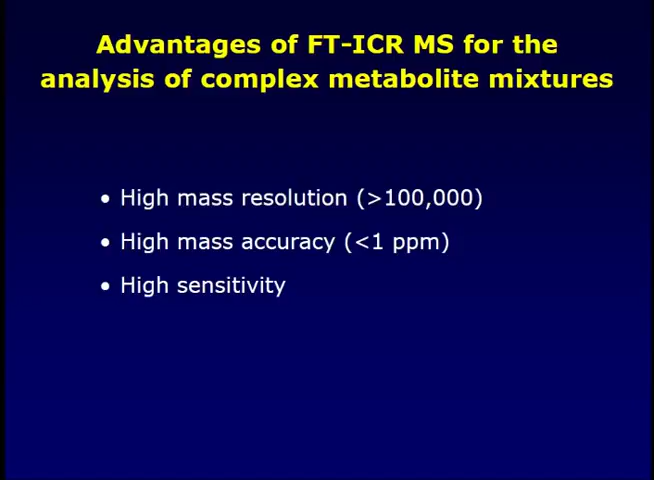 Advantages of FT-ICR MS for the
analysis of complex metabolite mixtures
• High mass resolution (>100,000)
• High mass accuracy (<1 ppm)
• High sensitivity